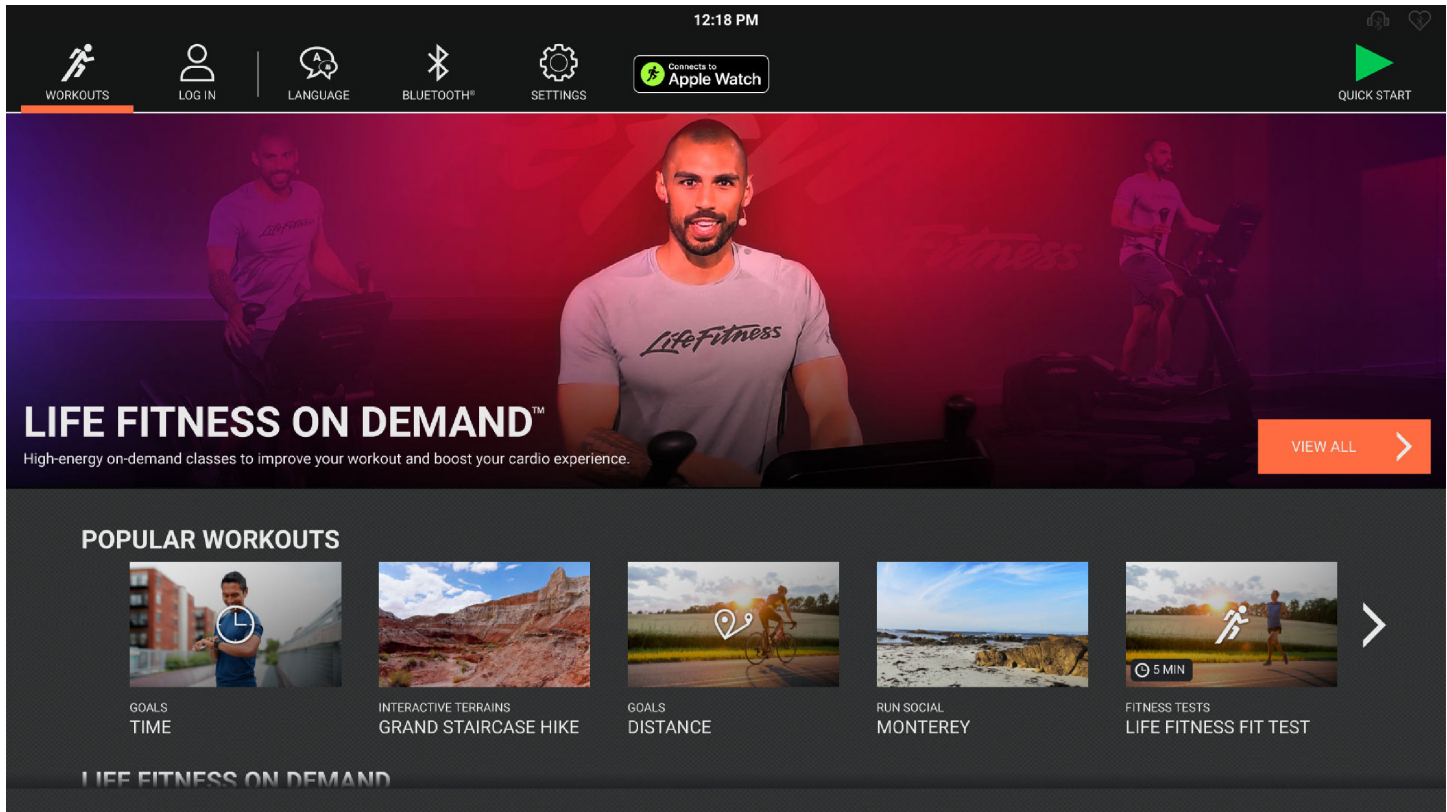 12:18 PM
WORKOUTS
LOG IN
LANGUAGE
BLUETOOTH®
SETTINGS
Connects to
Apple Watch
QUICK START
LifeFitness
Fitness
LifeFitness
LIFE FITNESS ON DEMAND™
High-energy on-demand classes to improve your workout and boost your cardio experience.
VIEW ALL
POPULAR WORKOUTS
5 MIN
GOALS
TIME
INTERACTIVE TERRAINS
GRAND STAIRCASE HIKE
GOALS
DISTANCE
RUN SOCIAL
MONTEREY
FITNESS TESTS
LIFE FITNESS FIT TEST
LIFE FITNESS ON DEMAND